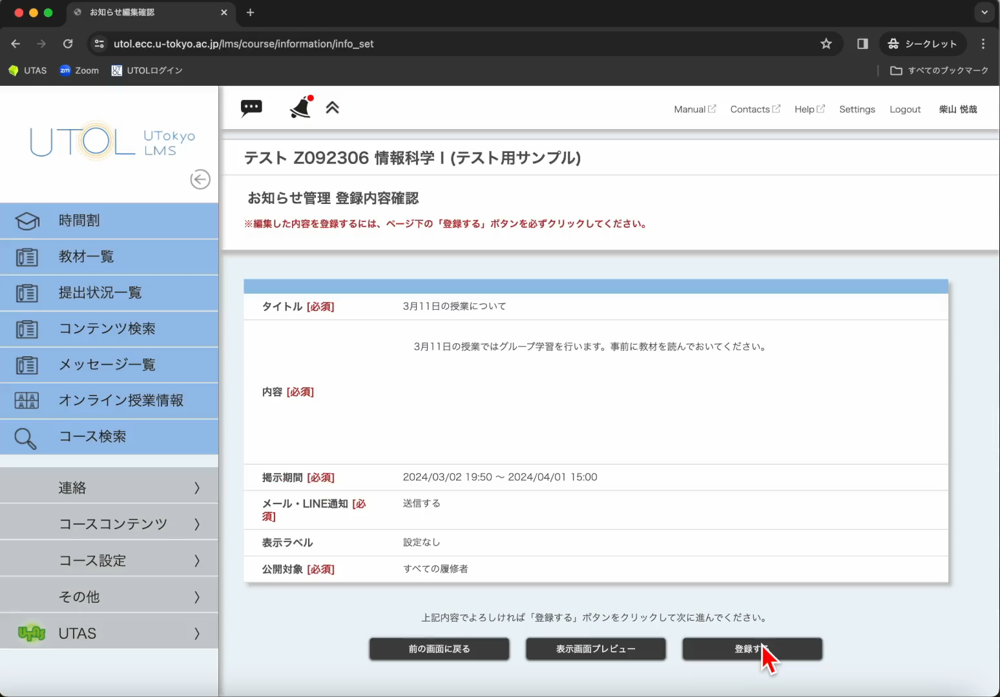 お知らせ編集確認
utol.ecc.u-tokyo.ac.jp/lms/course/information/info_set
シークレット
UTAS
Zoom
UTOLログイン
すべてのブックマーク
UTOL UTokyo LMS
Manual
Contacts
Help
Settings
Logout
柴山 悦哉
テスト Z092306 情報科学 I (テスト用サンプル)
お知らせ管理 登録内容確認
※編集した内容を登録するには、ページ下の「登録する」ボタンを必ずクリックしてください。
時間割
教材一覧
提出状況一覧
コンテンツ検索
メッセージ一覧
オンライン授業情報
コース検索
連絡
コースコンテンツ
コース設定
その他
UTAS
タイトル [必須]
3月11日の授業について
内容 [必須]
3月11日の授業ではグループ学習を行います。事前に教材を読んでおいてください。
掲示期間 [必須]
2024/03/02 19:50 〜 2024/04/01 15:00
メール・LINE通知 [必
須]
送信する
表示ラベル
設定なし
公開対象 [必須]
すべての履修者
上記内容でよろしければ「登録する」ボタンをクリックして次に進んでください。
前の画面に戻る
表示画面プレビュー
登録する